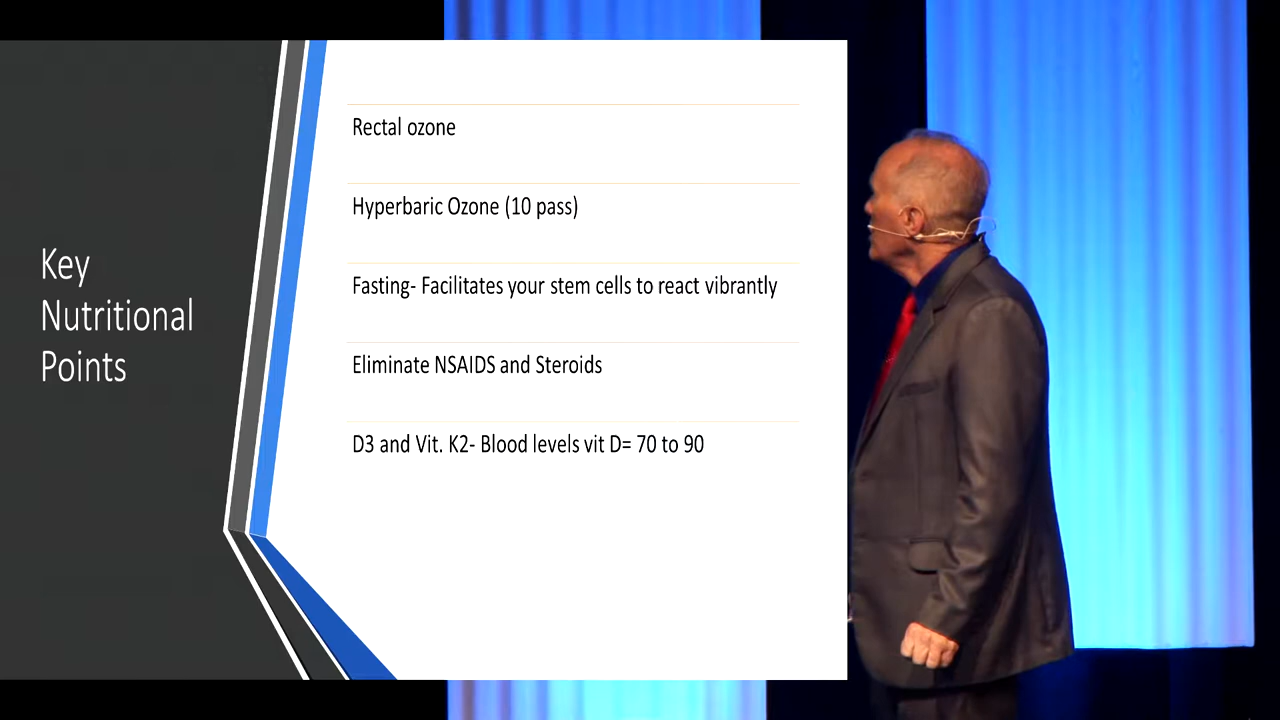 Key
Nutritional
Points
Rectal ozone
Hyperbaric Ozone (10 pass)
Fasting- Facilitates your stem cells to react vibrantly
Eliminate NSAIDS and Steroids
D3 and Vit. K2- Blood levels vit D= 70 to 90